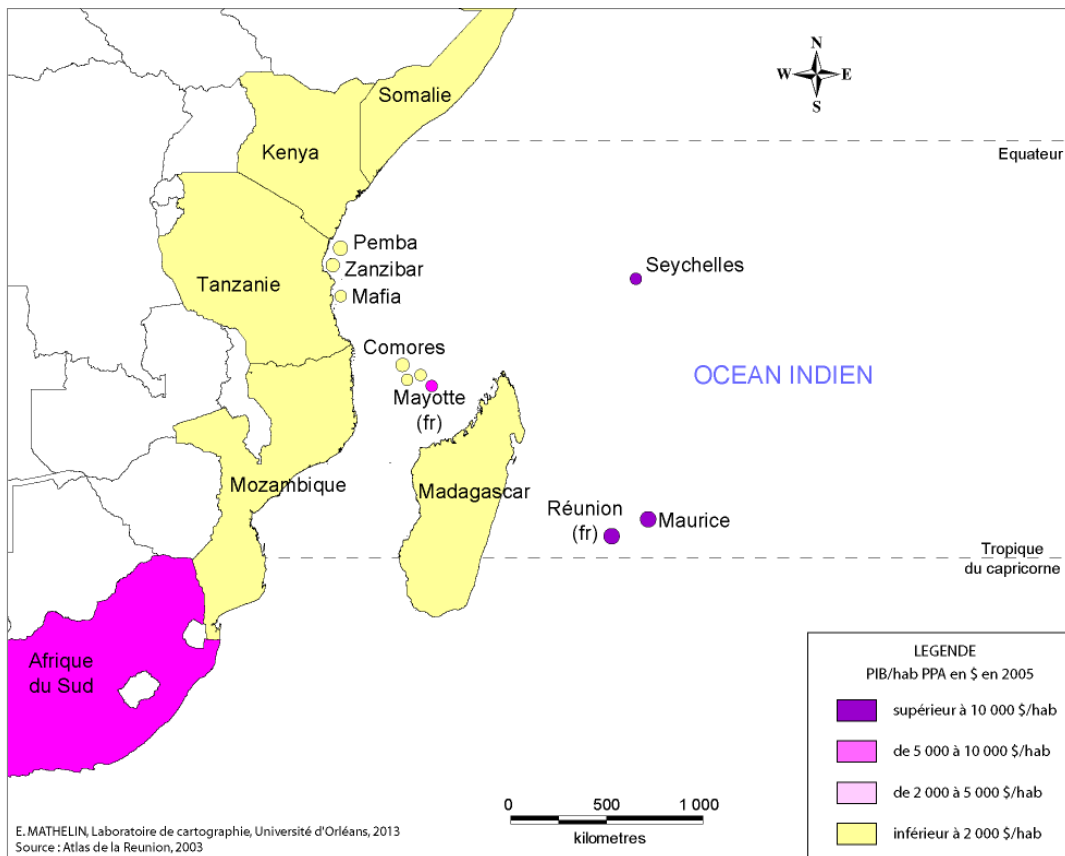 N
W E
S
Somalie
Kenya
Equateur
Pemba
Zanzibar
Seychelles
Tanzanie
Mafia
Comores
OCEAN INDIEN
Mayotte
(fr)
Mozambique
Madagascar
Réunion
(fr)
Maurice
Tropique
du capricorne
Afrique
du Sud
LEGENDE
PIB/hab PPA en $ en 2005
supérieur à 10 000 $/hab
de 5 000 à 10 000 $/hab
de 2 000 à 5 000 $/hab
inférieur à 2 000 $/hab
0 500 1 000
kilometres
E. MATHELIN, Laboratoire de cartographie, Université d'Orléans, 2013
Source : Atlas de la Reunion, 2003